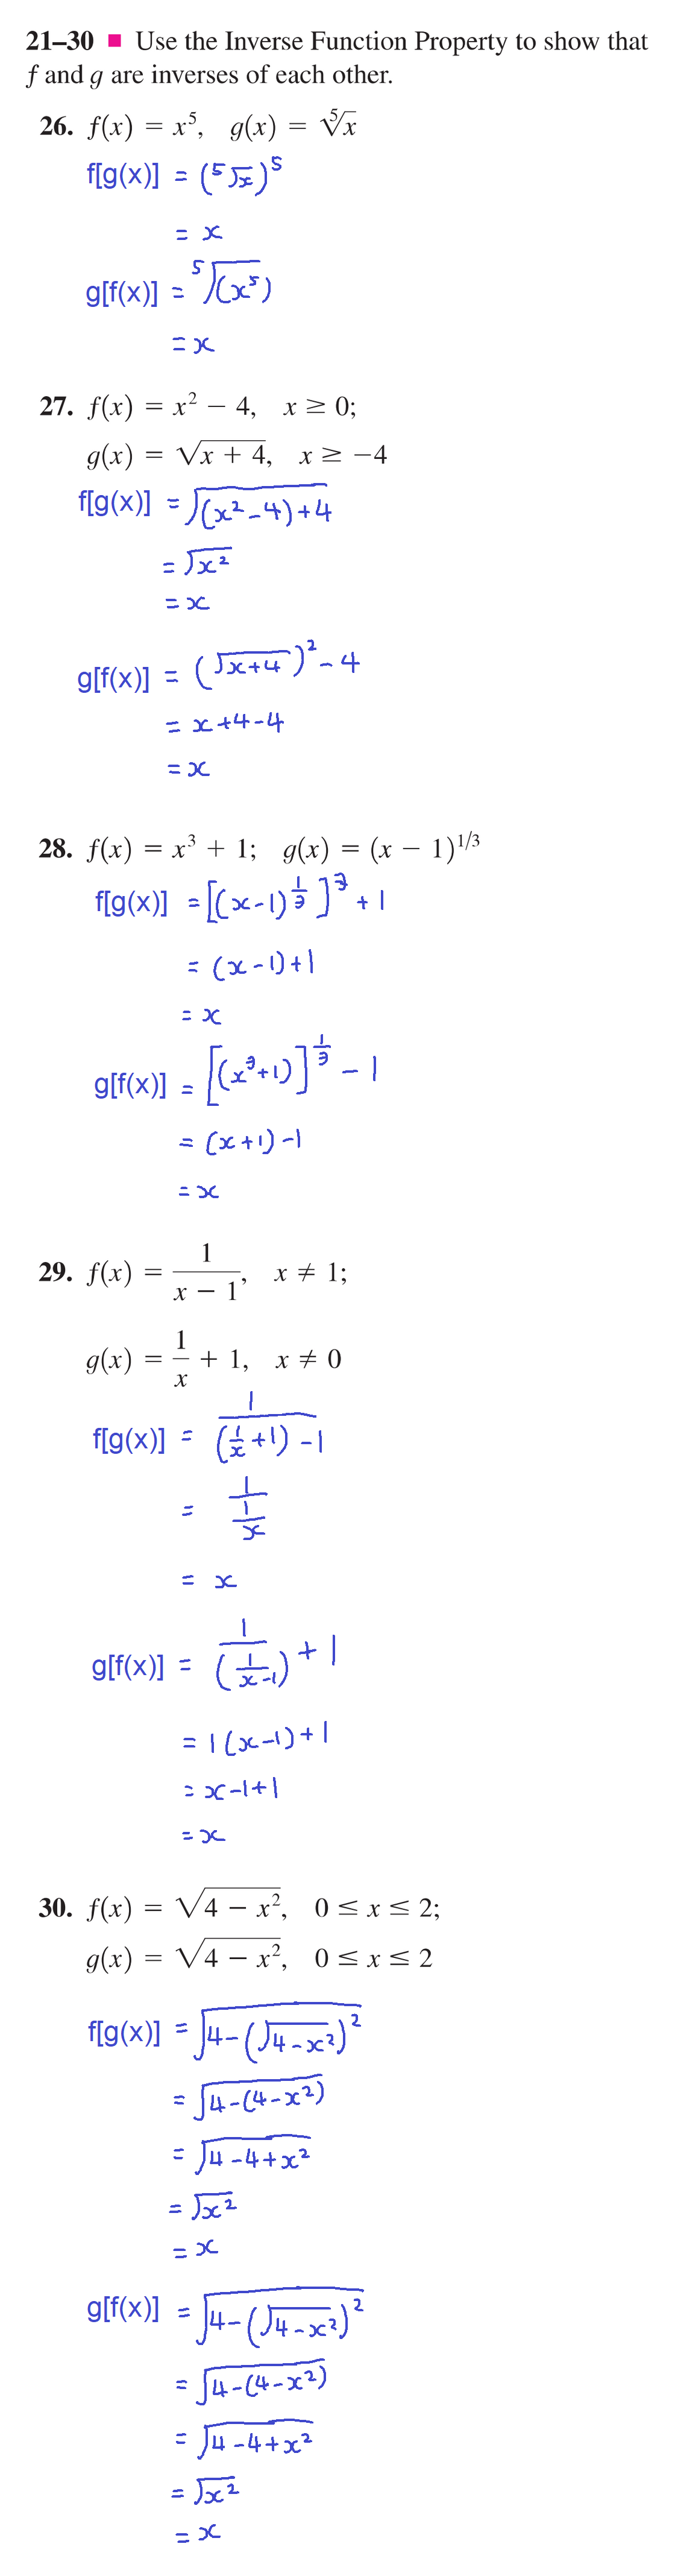 21–30 ■ Use the Inverse Function Property to show that
f and g are inverses of each other.
26. f(x) = x⁵, g(x) = ⁵√x
f[g(x)] = (⁵√x)⁵
= x
g[f(x)] = ⁵√(x⁵)
= x
27. f(x) = x² − 4, x ≥ 0;
g(x) = √(x + 4), x ≥ −4
f[g(x)] = √((x²−4)+4)
= √x²
= x
g[f(x)] = (√(x+4))² − 4
= x+4−4
= x
28. f(x) = x³ + 1; g(x) = (x − 1)^1/3
f[g(x)] = [(x−1)^1/3]³ + 1
= (x−1)+1
= x
g[f(x)] = [(x³+1)]^1/3 − 1
= (x+1)−1
= x
29. f(x) = 1/(x − 1), x ≠ 1;
g(x) = 1/x + 1, x ≠ 0
f[g(x)] = 1/((1/x+1)−1)
= 1/(1/x)
= x
g[f(x)] = 1/(1/(x−1)) + 1
= 1(x−1)+1
= x−1+1
= x
30. f(x) = √(4 − x²), 0 ≤ x ≤ 2;
g(x) = √(4 − x²), 0 ≤ x ≤ 2
f[g(x)] = √(4−(√(4−x²))²)
= √(4−(4−x²))
= √(4−4+x²)
= √x²
= x
g[f(x)] = √(4−(√(4−x²))²)
= √(4−(4−x²))
= √(4−4+x²)
= √x²
= x